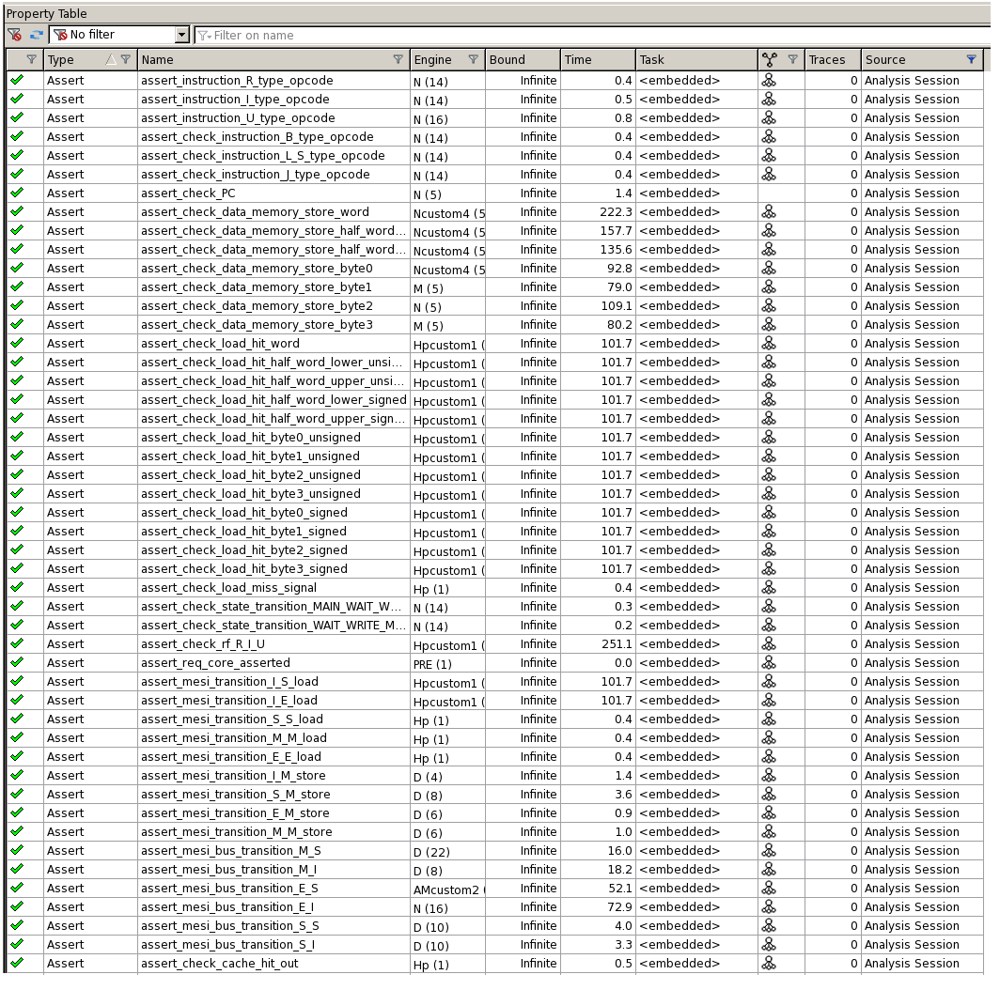 Property Table
No filter Filter on name
Type Name Engine Bound Time Task Traces Source
Assert assert_instruction_R_type_opcode N (14) Infinite 0.4 <embedded> 0 Analysis Session
Assert assert_instruction_I_type_opcode N (14) Infinite 0.5 <embedded> 0 Analysis Session
Assert assert_instruction_U_type_opcode N (16) Infinite 0.8 <embedded> 0 Analysis Session
Assert assert_check_instruction_B_type_opcode N (14) Infinite 0.4 <embedded> 0 Analysis Session
Assert assert_check_instruction_L_S_type_opcode N (14) Infinite 0.4 <embedded> 0 Analysis Session
Assert assert_check_instruction_J_type_opcode N (14) Infinite 0.4 <embedded> 0 Analysis Session
Assert assert_check_PC N (5) Infinite 1.4 <embedded> 0 Analysis Session
Assert assert_check_data_memory_store_word Ncustom4 (5 Infinite 222.3 <embedded> 0 Analysis Session
Assert assert_check_data_memory_store_half_word... Ncustom4 (5 Infinite 157.7 <embedded> 0 Analysis Session
Assert assert_check_data_memory_store_half_word... Ncustom4 (5 Infinite 135.6 <embedded> 0 Analysis Session
Assert assert_check_data_memory_store_byte0 Ncustom4 (5 Infinite 92.8 <embedded> 0 Analysis Session
Assert assert_check_data_memory_store_byte1 M (5) Infinite 79.0 <embedded> 0 Analysis Session
Assert assert_check_data_memory_store_byte2 N (5) Infinite 109.1 <embedded> 0 Analysis Session
Assert assert_check_data_memory_store_byte3 M (5) Infinite 80.2 <embedded> 0 Analysis Session
Assert assert_check_load_hit_word Hpcustom1 ( Infinite 101.7 <embedded> 0 Analysis Session
Assert assert_check_load_hit_half_word_lower_unsi... Hpcustom1 ( Infinite 101.7 <embedded> 0 Analysis Session
Assert assert_check_load_hit_half_word_upper_unsi... Hpcustom1 ( Infinite 101.7 <embedded> 0 Analysis Session
Assert assert_check_load_hit_half_word_lower_signed Hpcustom1 ( Infinite 101.7 <embedded> 0 Analysis Session
Assert assert_check_load_hit_half_word_upper_sign... Hpcustom1 ( Infinite 101.7 <embedded> 0 Analysis Session
Assert assert_check_load_hit_byte0_unsigned Hpcustom1 ( Infinite 101.7 <embedded> 0 Analysis Session
Assert assert_check_load_hit_byte1_unsigned Hpcustom1 ( Infinite 101.7 <embedded> 0 Analysis Session
Assert assert_check_load_hit_byte2_unsigned Hpcustom1 ( Infinite 101.7 <embedded> 0 Analysis Session
Assert assert_check_load_hit_byte3_unsigned Hpcustom1 ( Infinite 101.7 <embedded> 0 Analysis Session
Assert assert_check_load_hit_byte0_signed Hpcustom1 ( Infinite 101.7 <embedded> 0 Analysis Session
Assert assert_check_load_hit_byte1_signed Hpcustom1 ( Infinite 101.7 <embedded> 0 Analysis Session
Assert assert_check_load_hit_byte2_signed Hpcustom1 ( Infinite 101.7 <embedded> 0 Analysis Session
Assert assert_check_load_hit_byte3_signed Hpcustom1 ( Infinite 101.7 <embedded> 0 Analysis Session
Assert assert_check_load_miss_signal Hp (1) Infinite 0.4 <embedded> 0 Analysis Session
Assert assert_check_state_transition_MAIN_WAIT_W... N (14) Infinite 0.3 <embedded> 0 Analysis Session
Assert assert_check_state_transition_WAIT_WRITE_M... N (14) Infinite 0.2 <embedded> 0 Analysis Session
Assert assert_check_rf_R_I_U Hpcustom1 ( Infinite 251.1 <embedded> 0 Analysis Session
Assert assert_req_core_asserted PRE (1) Infinite 0.0 <embedded> 0 Analysis Session
Assert assert_mesi_transition_I_S_load Hpcustom1 ( Infinite 101.7 <embedded> 0 Analysis Session
Assert assert_mesi_transition_I_E_load Hpcustom1 ( Infinite 101.7 <embedded> 0 Analysis Session
Assert assert_mesi_transition_S_S_load Hp (1) Infinite 0.4 <embedded> 0 Analysis Session
Assert assert_mesi_transition_M_M_load Hp (1) Infinite 0.4 <embedded> 0 Analysis Session
Assert assert_mesi_transition_E_E_load Hp (1) Infinite 0.4 <embedded> 0 Analysis Session
Assert assert_mesi_transition_I_M_store D (4) Infinite 1.4 <embedded> 0 Analysis Session
Assert assert_mesi_transition_S_M_store D (8) Infinite 3.6 <embedded> 0 Analysis Session
Assert assert_mesi_transition_E_M_store D (6) Infinite 0.9 <embedded> 0 Analysis Session
Assert assert_mesi_transition_M_M_store D (6) Infinite 1.0 <embedded> 0 Analysis Session
Assert assert_mesi_bus_transition_M_S D (22) Infinite 16.0 <embedded> 0 Analysis Session
Assert assert_mesi_bus_transition_M_I D (8) Infinite 18.2 <embedded> 0 Analysis Session
Assert assert_mesi_bus_transition_E_S AMcustom2 ( Infinite 52.1 <embedded> 0 Analysis Session
Assert assert_mesi_bus_transition_E_I N (16) Infinite 72.9 <embedded> 0 Analysis Session
Assert assert_mesi_bus_transition_S_S D (10) Infinite 4.0 <embedded> 0 Analysis Session
Assert assert_mesi_bus_transition_S_I D (10) Infinite 3.3 <embedded> 0 Analysis Session
Assert assert_check_cache_hit_out Hp (1) Infinite 0.5 <embedded> 0 Analysis Session